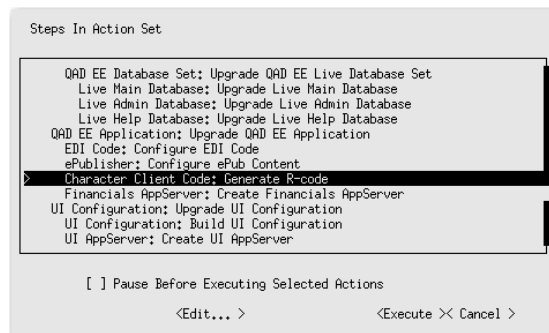 Steps In Action Set
QAD EE Database Set: Upgrade QAD EE Live Database Set
Live Main Database: Upgrade Live Main Database
Live Admin Database: Upgrade Live Admin Database
Live Help Database: Upgrade Live Help Database
QAD EE Application: Upgrade QAD EE Application
EDI Code: Configure EDI Code
ePublisher: Configure ePub Content
> Character Client Code: Generate R-code
Financials AppServer: Create Financials AppServer
UI Configuration: Upgrade UI Configuration
UI Configuration: Build UI Configuration
UI AppServer: Create UI AppServer
[ ] Pause Before Executing Selected Actions
<Edit... > <Execute >< Cancel >